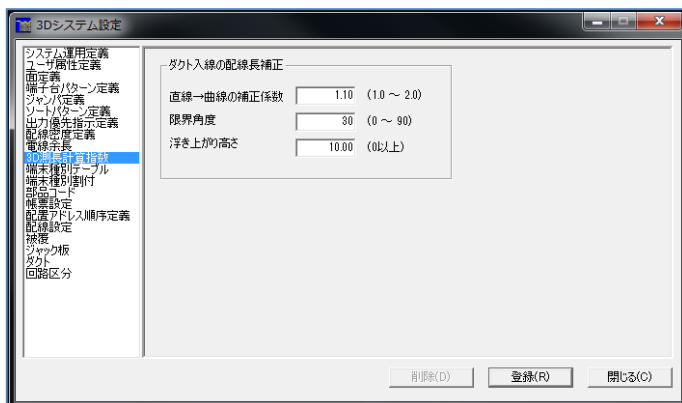 3Dシステム設定
システム運用定義
ユーザ属性定義
面定義
端子台パターン定義
ジャンパ定義
ソートパターン定義
出力優先指示定義
配線密度定義
電線余長
3D測長計算指数
端末種別テーブル
端末種別割付
部品コード
帳票設定
配置アドレス順序定義
配線設定
被覆
ジャック板
ダクト
回路区分
ダクト入線の配線長補正
直線→曲線の補正係数 1.10 (1.0 ～ 2.0)
限界角度 30 (0 ～ 90)
浮き上がり高さ 10.00 (0以上)
削除(D) 登録(R) 閉じる(C)